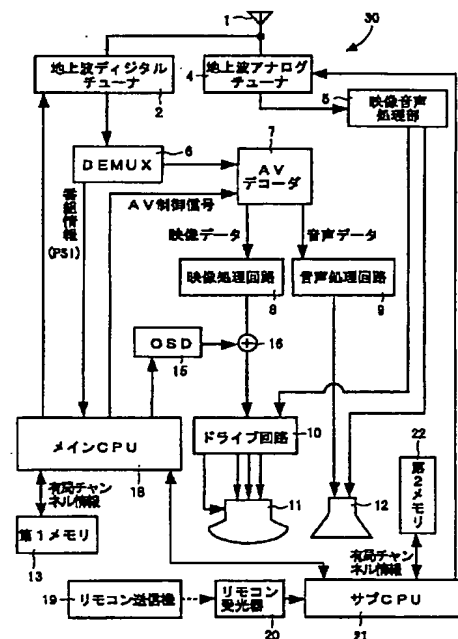 1
30
地上波ディジタル
チューナ
2
4
地上波アナログ
チューナ
5
映像音声
処理部
DEMUX
6
7
AV
デコーダ
番組情報
(PSI)
AV制御信号
映像データ
音声データ
映像処理回路
8
音声処理回路
9
OSD
15
16
メインCPU
18
ドライブ回路
10
11
12
22
第2メモリ
有局チャン
ネル情報
第1メモリ
13
有局チャン
ネル情報
19
リモコン送信機
リモコン
受光器
20
サブCPU
21